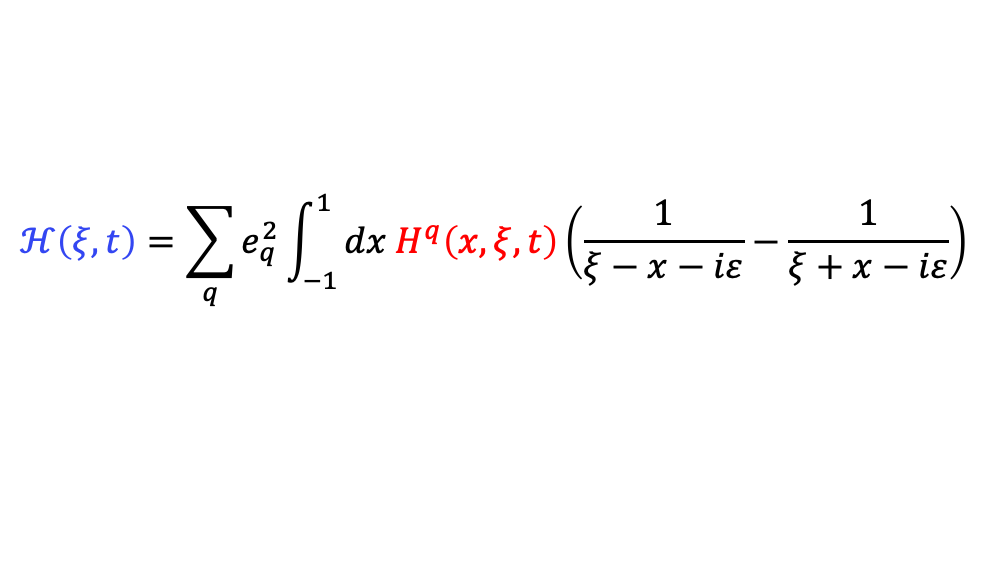 ℋ(ξ, t) = ∑_q e_q^2 ∫_{−1}^{1} dx H^q(x, ξ, t) (1/(ξ − x − iε) − 1/(ξ + x − iε))